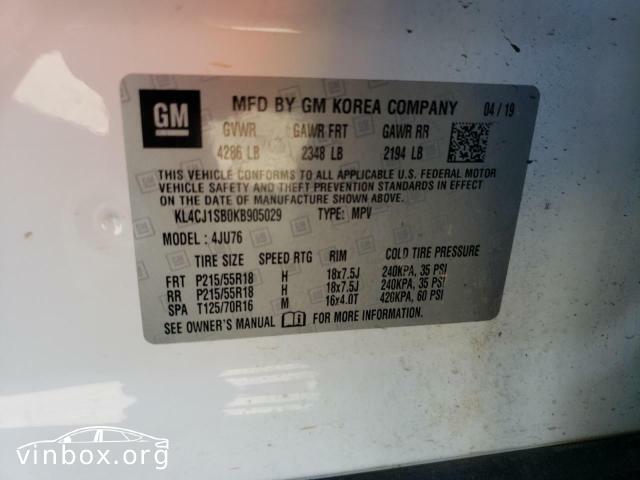 GM MFD BY GM KOREA COMPANY 04 / 19
GVWR GAWR FRT GAWR RR
4286 LB 2348 LB 2194 LB
THIS VEHICLE CONFORMS TO ALL APPLICABLE U.S. FEDERAL MOTOR
VEHICLE SAFETY AND THEFT PREVENTION STANDARDS IN EFFECT ON
THE DATE OF MANUFACTURE SHOWN ABOVE.
KL4CJ1SB0KB905029 TYPE: MPV
MODEL : 4JU76
TIRE SIZE SPEED RTG RIM COLD TIRE PRESSURE
FRT P215/55R18 H 18x7.5J 240KPA, 35 PSI
RR P215/55R18 H 18x7.5J 240KPA, 35 PSI
SPA T125/70R16 M 16x4.0T 420KPA, 60 PSI
SEE OWNER'S MANUAL FOR MORE INFORMATION.
vinbox.org